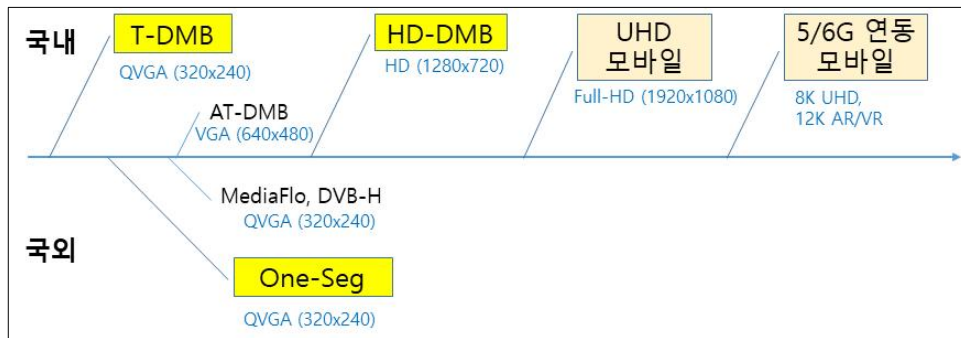 국내
T-DMB
QVGA (320x240)
AT-DMB
VGA (640x480)
HD-DMB
HD (1280x720)
UHD
모바일
Full-HD (1920x1080)
5/6G 연동
모바일
8K UHD,
12K AR/VR
국외
MediaFlo, DVB-H
QVGA (320x240)
One-Seg
QVGA (320x240)